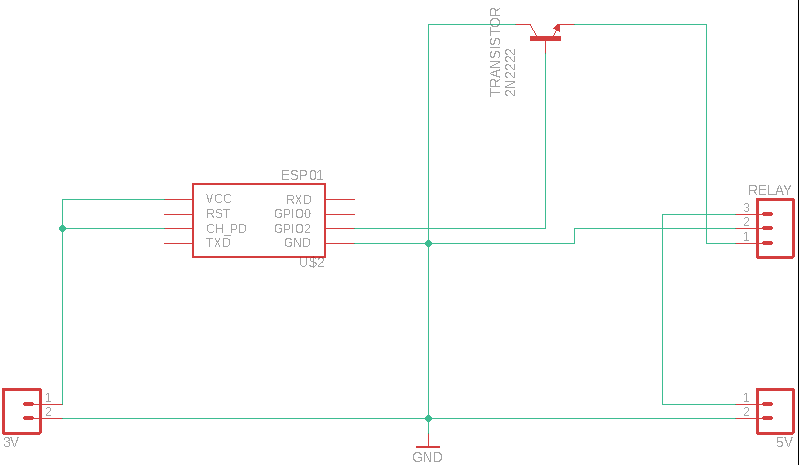 TRANSISTOR
2N2222
ESP01
VCC
RST
CH_PD
TXD
RXD
GPIO0
GPIO2
GND
U$2
RELAY
3
2
1
1
2
3V
1
2
5V
GND